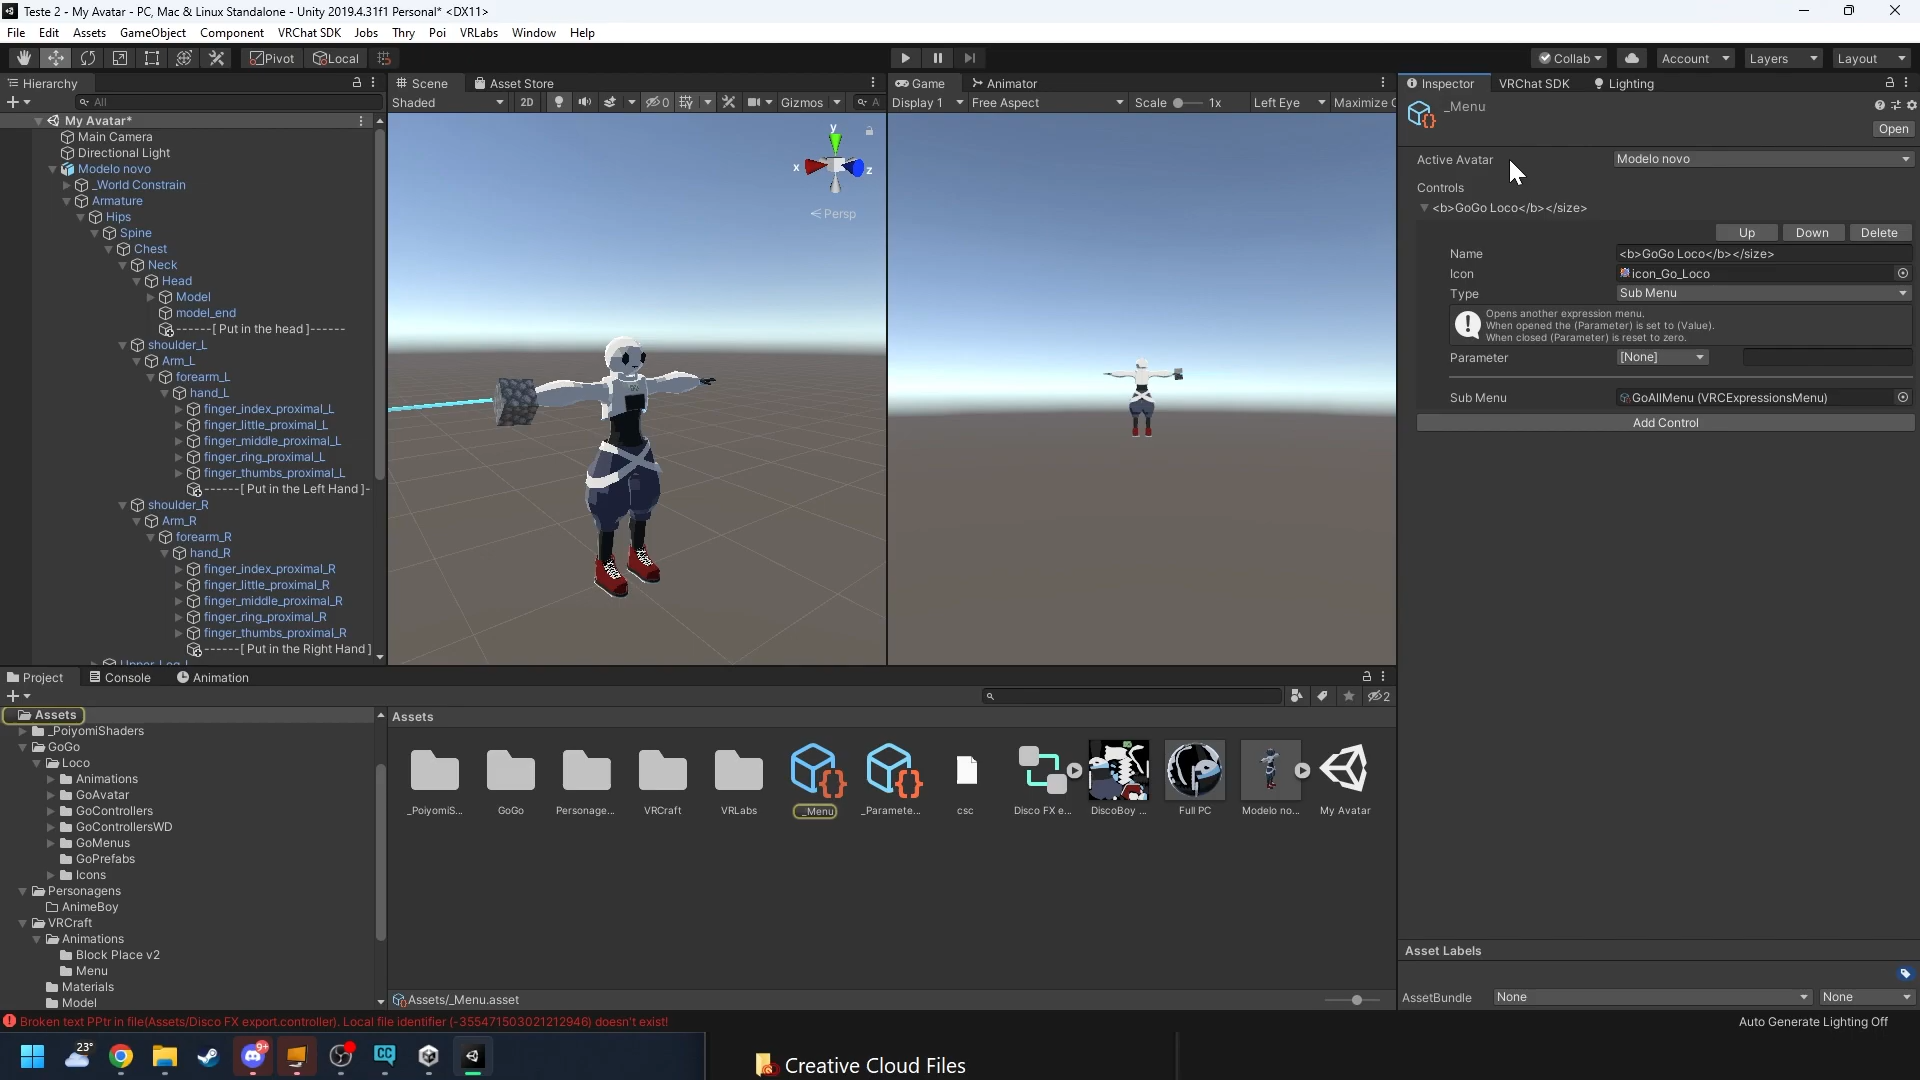 Teste 2 - My Avatar - PC, Mac & Linux Standalone - Unity 2019.4.31f1 Personal* <DX11>
File Edit Assets GameObject Component VRChat SDK Jobs Thry Poi VRLabs Window Help
Pivot Local Collab Account Layers Layout
Hierarchy
All
My Avatar*
Main Camera
Directional Light
Modelo novo
_World Constrain
Armature
Hips
Spine
Chest
Neck
Head
Model
model_end
------[ Put in the head ]------
shoulder_L
Arm_L
forearm_L
hand_L
finger_index_proximal_L
finger_little_proximal_L
finger_middle_proximal_L
finger_ring_proximal_L
finger_thumbs_proximal_L
------[ Put in the Left Hand ]-
shoulder_R
Arm_R
forearm_R
hand_R
finger_index_proximal_R
finger_little_proximal_R
finger_middle_proximal_R
finger_ring_proximal_R
finger_thumbs_proximal_R
------[ Put in the Right Hand ]
Scene Asset Store
Shaded 2D 0 Gizmos A
y
x z
Persp
Game Animator
Display 1 Free Aspect Scale 1x Left Eye Maximize
Inspector VRChat SDK Lighting
_Menu
Open
Active Avatar Modelo novo
Controls
<b>GoGo Loco</b></size>
Up Down Delete
Name <b>GoGo Loco</b></size>
Icon icon_Go_Loco
Type Sub Menu
Opens another expression menu.
When opened the (Parameter) is set to (Value).
When closed (Parameter) is reset to zero.
Parameter [None]
Sub Menu GoAllMenu (VRCExpressionsMenu)
Add Control
Asset Labels
AssetBundle None None
Project Console Animation
2
Assets
_PoiyomiShaders
GoGo
Loco
Animations
GoAvatar
GoControllers
GoControllersWD
GoMenus
GoPrefabs
Icons
Personagens
AnimeBoy
VRCraft
Animations
Block Place v2
Menu
Materials
Model
Assets
_PoiyomiS... GoGo Personage... VRCraft VRLabs _Menu _Paramete... csc Disco FX e... DiscoBoy ... Full PC Modelo no... My Avatar
Assets/_Menu.asset
Broken text PPtr in file(Assets/Disco FX export.controller). Local file identifier (-355471503021212946) doesn't exist!
Auto Generate Lighting Off
23°
9+
CC
Creative Cloud Files